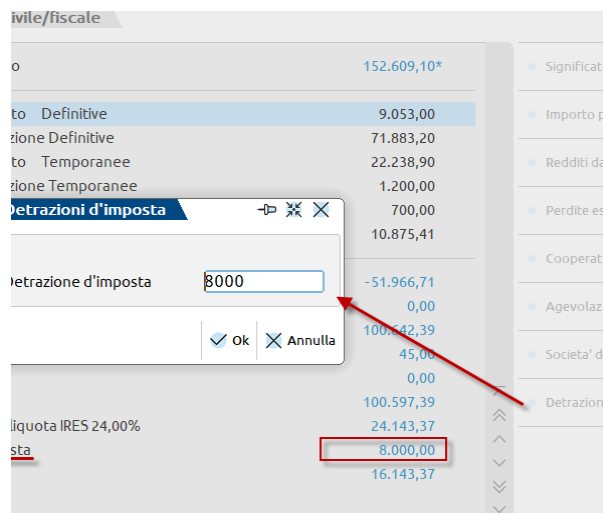 ivile/fiscale
o 152.609,10*
Significat
to Definitive 9.053,00
Importo p
zione Definitive 71.883,20
to Temporanee 22.238,90
Redditi da
zione Temporanee 1.200,00
Detrazioni d'imposta
700,00
Perdite es
10.875,41
Cooperat
Detrazione d'imposta 8000
-51.966,71
0,00
Agevolaz
100.642,39
Ok Annulla
45,00
Societa' d
0,00
100.597,39
Detrazion
liquota IRES 24,00% 24.143,37
sta 8.000,00
16.143,37